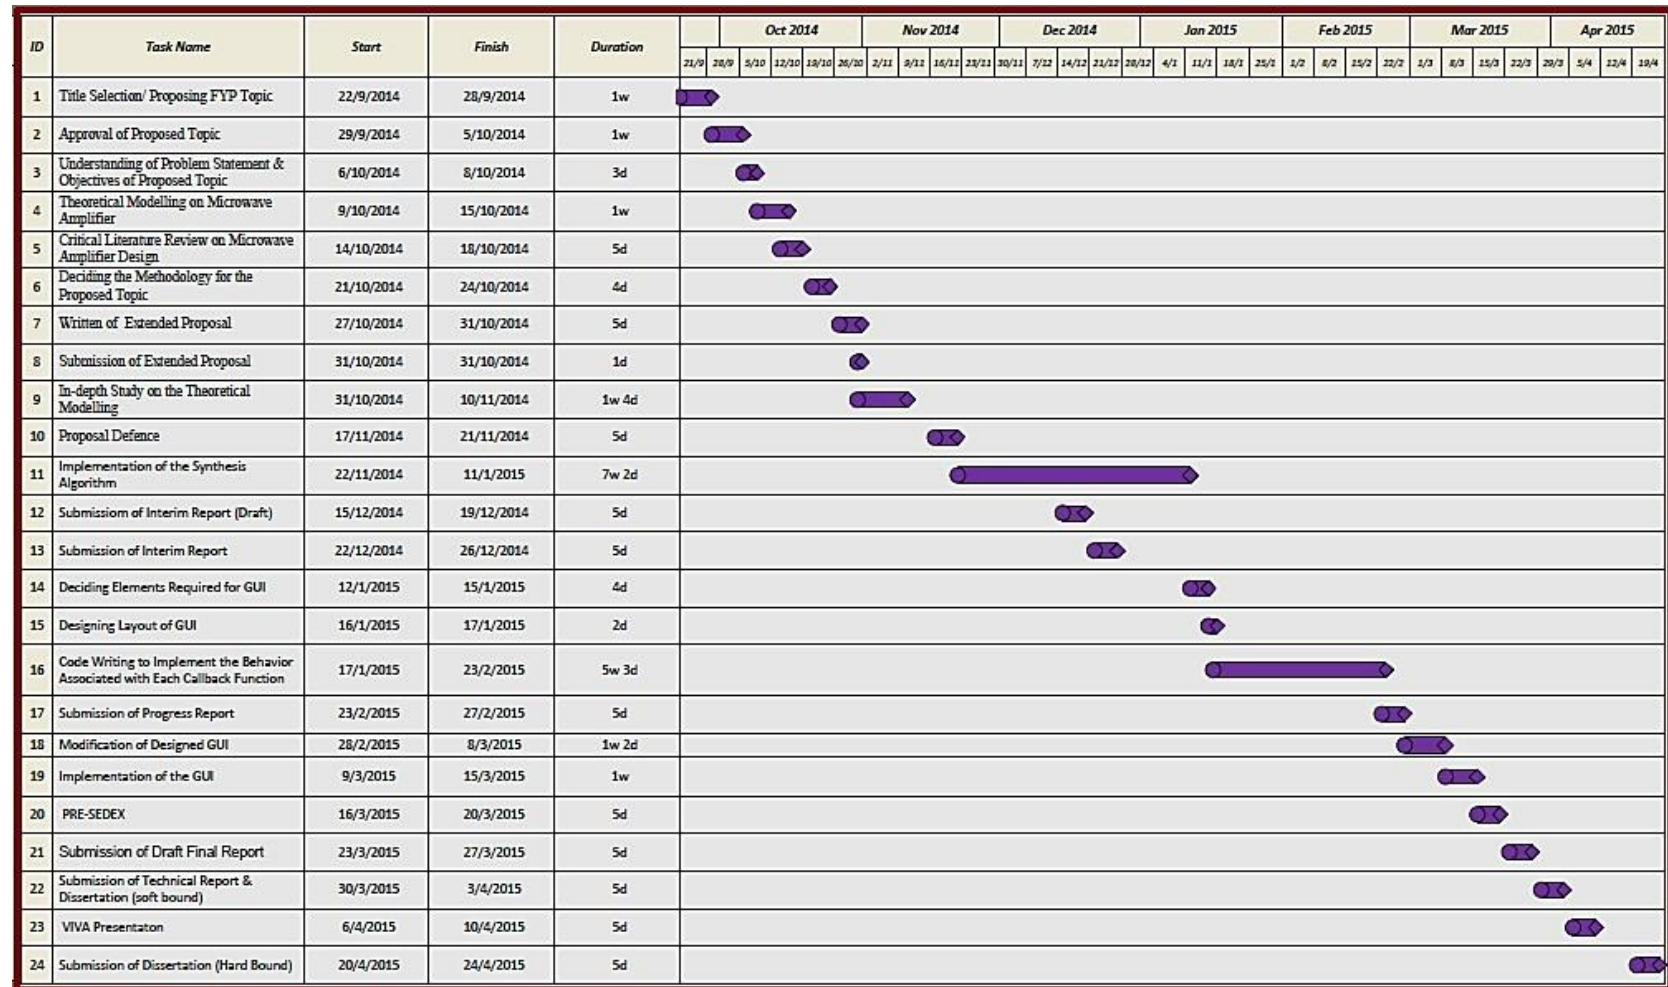 ID Task Name Start Finish Duration Oct 2014 Nov 2014 Dec 2014 Jan 2015 Feb 2015 Mar 2015 Apr 2015
21/9 28/9 5/10 12/10 19/10 26/10 2/11 9/11 16/11 23/11 30/11 7/12 14/12 21/12 28/12 4/1 11/1 18/1 25/1 1/2 8/2 15/2 22/2 1/3 8/3 15/3 22/3 29/3 5/4 12/4 19/4
1 Title Selection/ Proposing FYP Topic 22/9/2014 28/9/2014 1w
2 Approval of Proposed Topic 29/9/2014 5/10/2014 1w
3 Understanding of Problem Statement &
Objectives of Proposed Topic 6/10/2014 8/10/2014 3d
4 Theoretical Modelling on Microwave
Amplifier 9/10/2014 15/10/2014 1w
5 Critical Literature Review on Microwave
Amplifier Design 14/10/2014 18/10/2014 5d
6 Deciding the Methodology for the
Proposed Topic 21/10/2014 24/10/2014 4d
7 Written of Extended Proposal 27/10/2014 31/10/2014 5d
8 Submission of Extended Proposal 31/10/2014 31/10/2014 1d
9 In-depth Study on the Theoretical
Modelling 31/10/2014 10/11/2014 1w 4d
10 Proposal Defence 17/11/2014 21/11/2014 5d
11 Implementation of the Synthesis
Algorithm 22/11/2014 11/1/2015 7w 2d
12 Submissiom of Interim Report (Draft) 15/12/2014 19/12/2014 5d
13 Submission of Interim Report 22/12/2014 26/12/2014 5d
14 Deciding Elements Required for GUI 12/1/2015 15/1/2015 4d
15 Designing Layout of GUI 16/1/2015 17/1/2015 2d
16 Code Writing to Implement the Behavior
Associated with Each Callback Function 17/1/2015 23/2/2015 5w 3d
17 Submission of Progress Report 23/2/2015 27/2/2015 5d
18 Modification of Designed GUI 28/2/2015 8/3/2015 1w 2d
19 Implementation of the GUI 9/3/2015 15/3/2015 1w
20 PRE-SEDEX 16/3/2015 20/3/2015 5d
21 Submission of Draft Final Report 23/3/2015 27/3/2015 5d
22 Submission of Technical Report &
Dissertation (soft bound) 30/3/2015 3/4/2015 5d
23 VIVA Presentaton 6/4/2015 10/4/2015 5d
24 Submission of Dissertation (Hard Bound) 20/4/2015 24/4/2015 5d